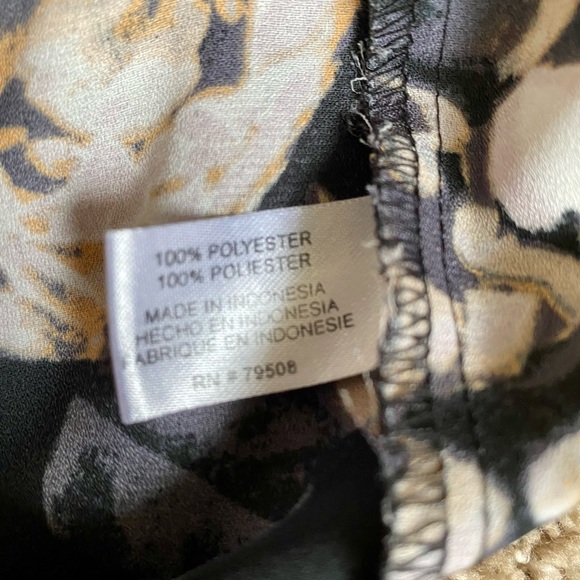 100% POLYESTER
100% POLIESTER
MADE IN INDONESIA
HECHO EN INDONESIA
FABRIQUE EN INDONESIE
RN # 79508